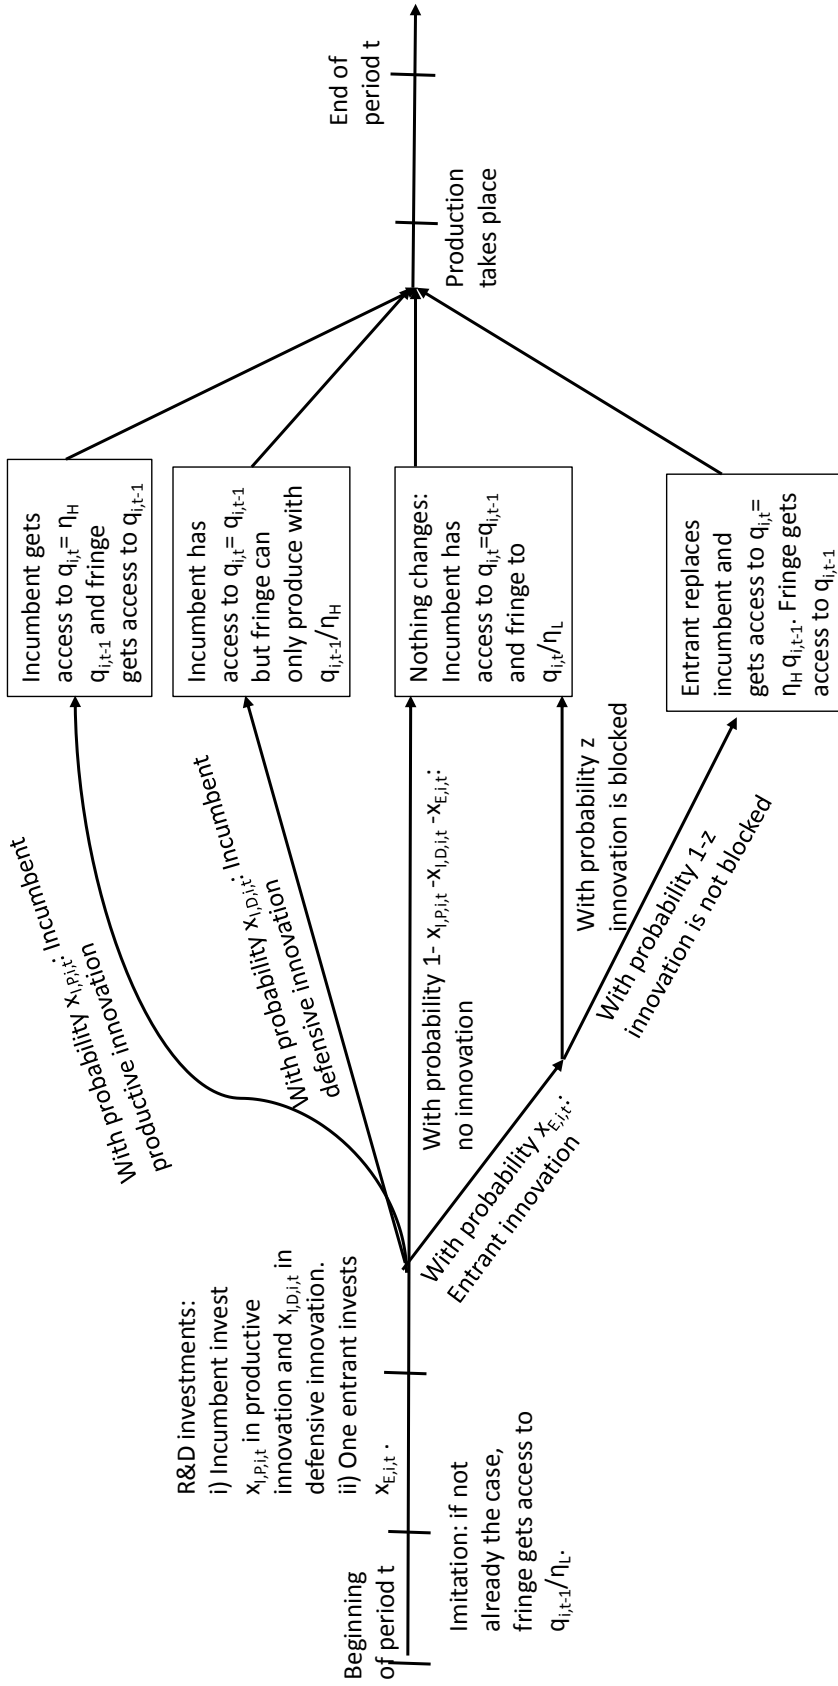 Beginning
of period t
Imitation: if not
already the case,
fringe gets access to
q_{i,t-1}/η_L.
R&D investments:
i) Incumbent invest
x_{I,P,i,t} in productive
innovation and x_{I,D,i,t} in
defensive innovation.
ii) One entrant invests
x_{E,i,t} .
With probability x_{I,P,i,t}: Incumbent
productive innovation
With probability x_{I,D,i,t}: Incumbent
defensive innovation
With probability 1- x_{I,P,i,t} -x_{I,D,i,t} -x_{E,i,t}:
no innovation
With probability x_{E,i,t}:
Entrant innovation
With probability z
innovation is blocked
With probability 1-z
innovation is not blocked
Incumbent gets
access to q_{i,t}= η_H
q_{i,t-1} and fringe
gets access to q_{i,t-1}
Incumbent has
access to q_{i,t}= q_{i,t-1}
but fringe can
only produce with
q_{i,t-1}/η_H
Nothing changes:
Incumbent has
access to q_{i,t}=q_{i,t-1}
and fringe to
q_{i,t}/η_L
Entrant replaces
incumbent and
gets access to q_{i,t}=
η_H q_{i,t-1}. Fringe gets
access to q_{i,t-1}
Production
takes place
End of
period t